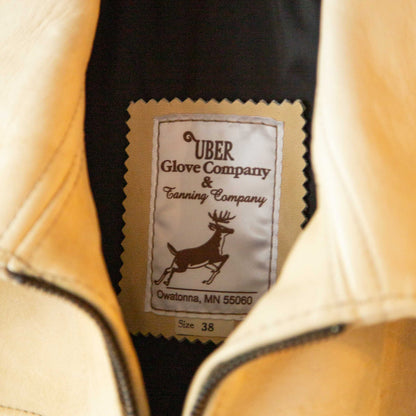 UBER
Glove Company
&
Tanning Company
Owatonna, MN 55060
Size 38